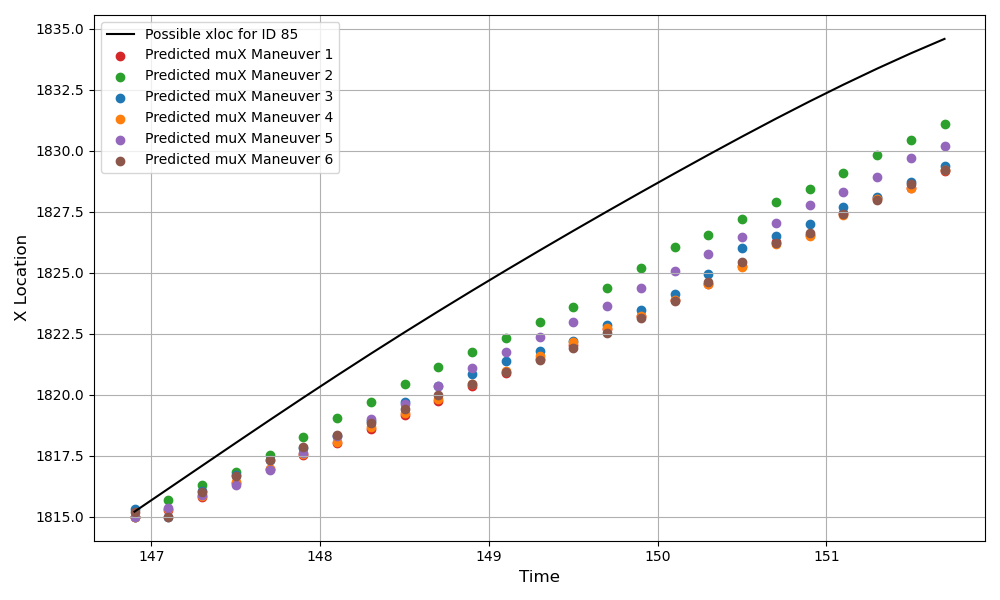 1835.0
1832.5
1830.0
1827.5
1825.0
1822.5
1820.0
1817.5
1815.0
X Location
Possible xloc for ID 85
Predicted muX Maneuver 1
Predicted muX Maneuver 2
Predicted muX Maneuver 3
Predicted muX Maneuver 4
Predicted muX Maneuver 5
Predicted muX Maneuver 6
147 148 149 150 151
Time